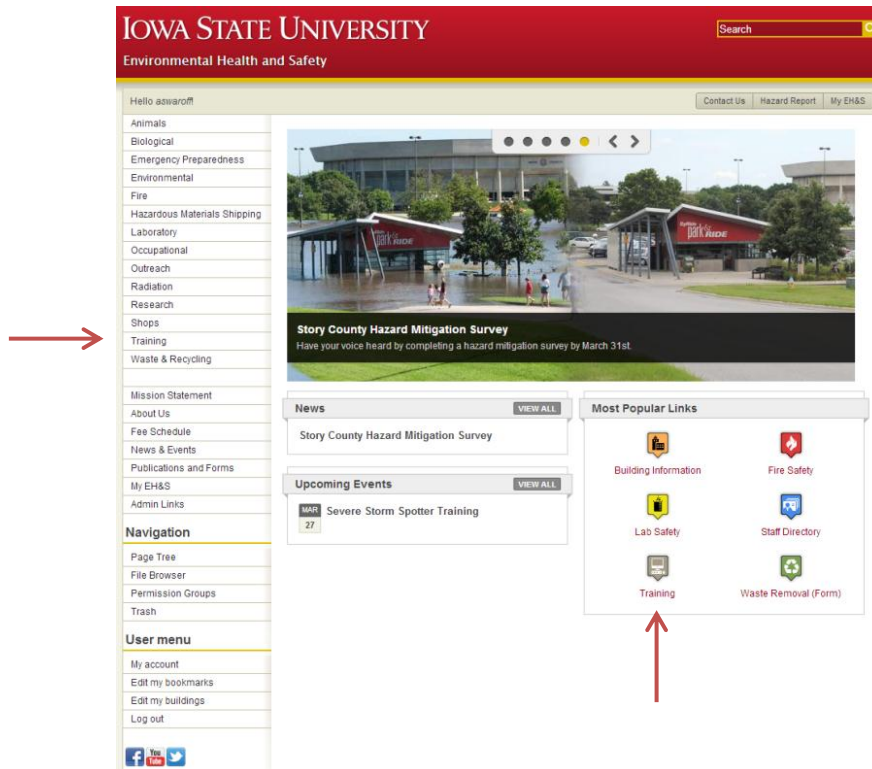 IOWA STATE UNIVERSITY
Search
Environmental Health and Safety
Hello aswaroff!
Contact Us
Hazard Report
My EH&S
Animals
Biological
Emergency Preparedness
Environmental
Fire
Hazardous Materials Shipping
Laboratory
Occupational
Outreach
Radiation
Research
Shops
Training
Waste & Recycling
Mission Statement
About Us
Fee Schedule
News & Events
Publications and Forms
My EH&S
Admin Links
Navigation
Page Tree
File Browser
Permission Groups
Trash
User menu
My account
Edit my bookmarks
Edit my buildings
Log out
You
Tube
park RIDE
park RIDE
Story County Hazard Mitigation Survey
Have your voice heard by completing a hazard mitigation survey by March 31st.
News
VIEW ALL
Story County Hazard Mitigation Survey
Upcoming Events
VIEW ALL
MAR
27
Severe Storm Spotter Training
Most Popular Links
Building Information
Fire Safety
Lab Safety
Staff Directory
Training
Waste Removal (Form)